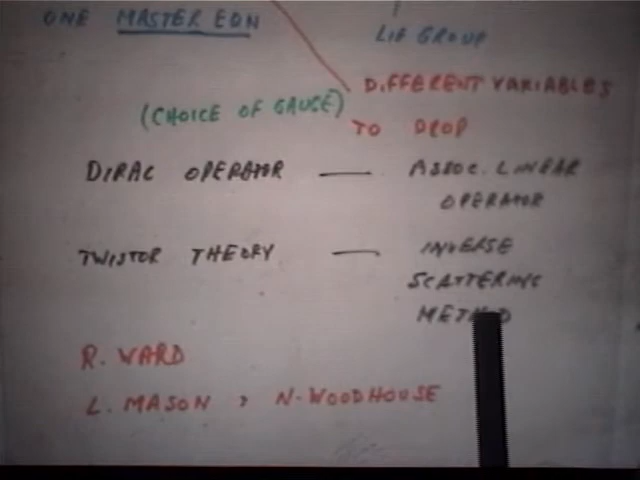 ONE MASTER EQN
LIE GROUP
DIFFERENT VARIABLES
(CHOICE OF GAUGE)
TO DROP
DIRAC OPERATOR — ASSOC. LINEAR
OPERATOR
TWISTOR THEORY — INVERSE
SCATTERING
METHOD
R. WARD
L. MASON , N. WOODHOUSE